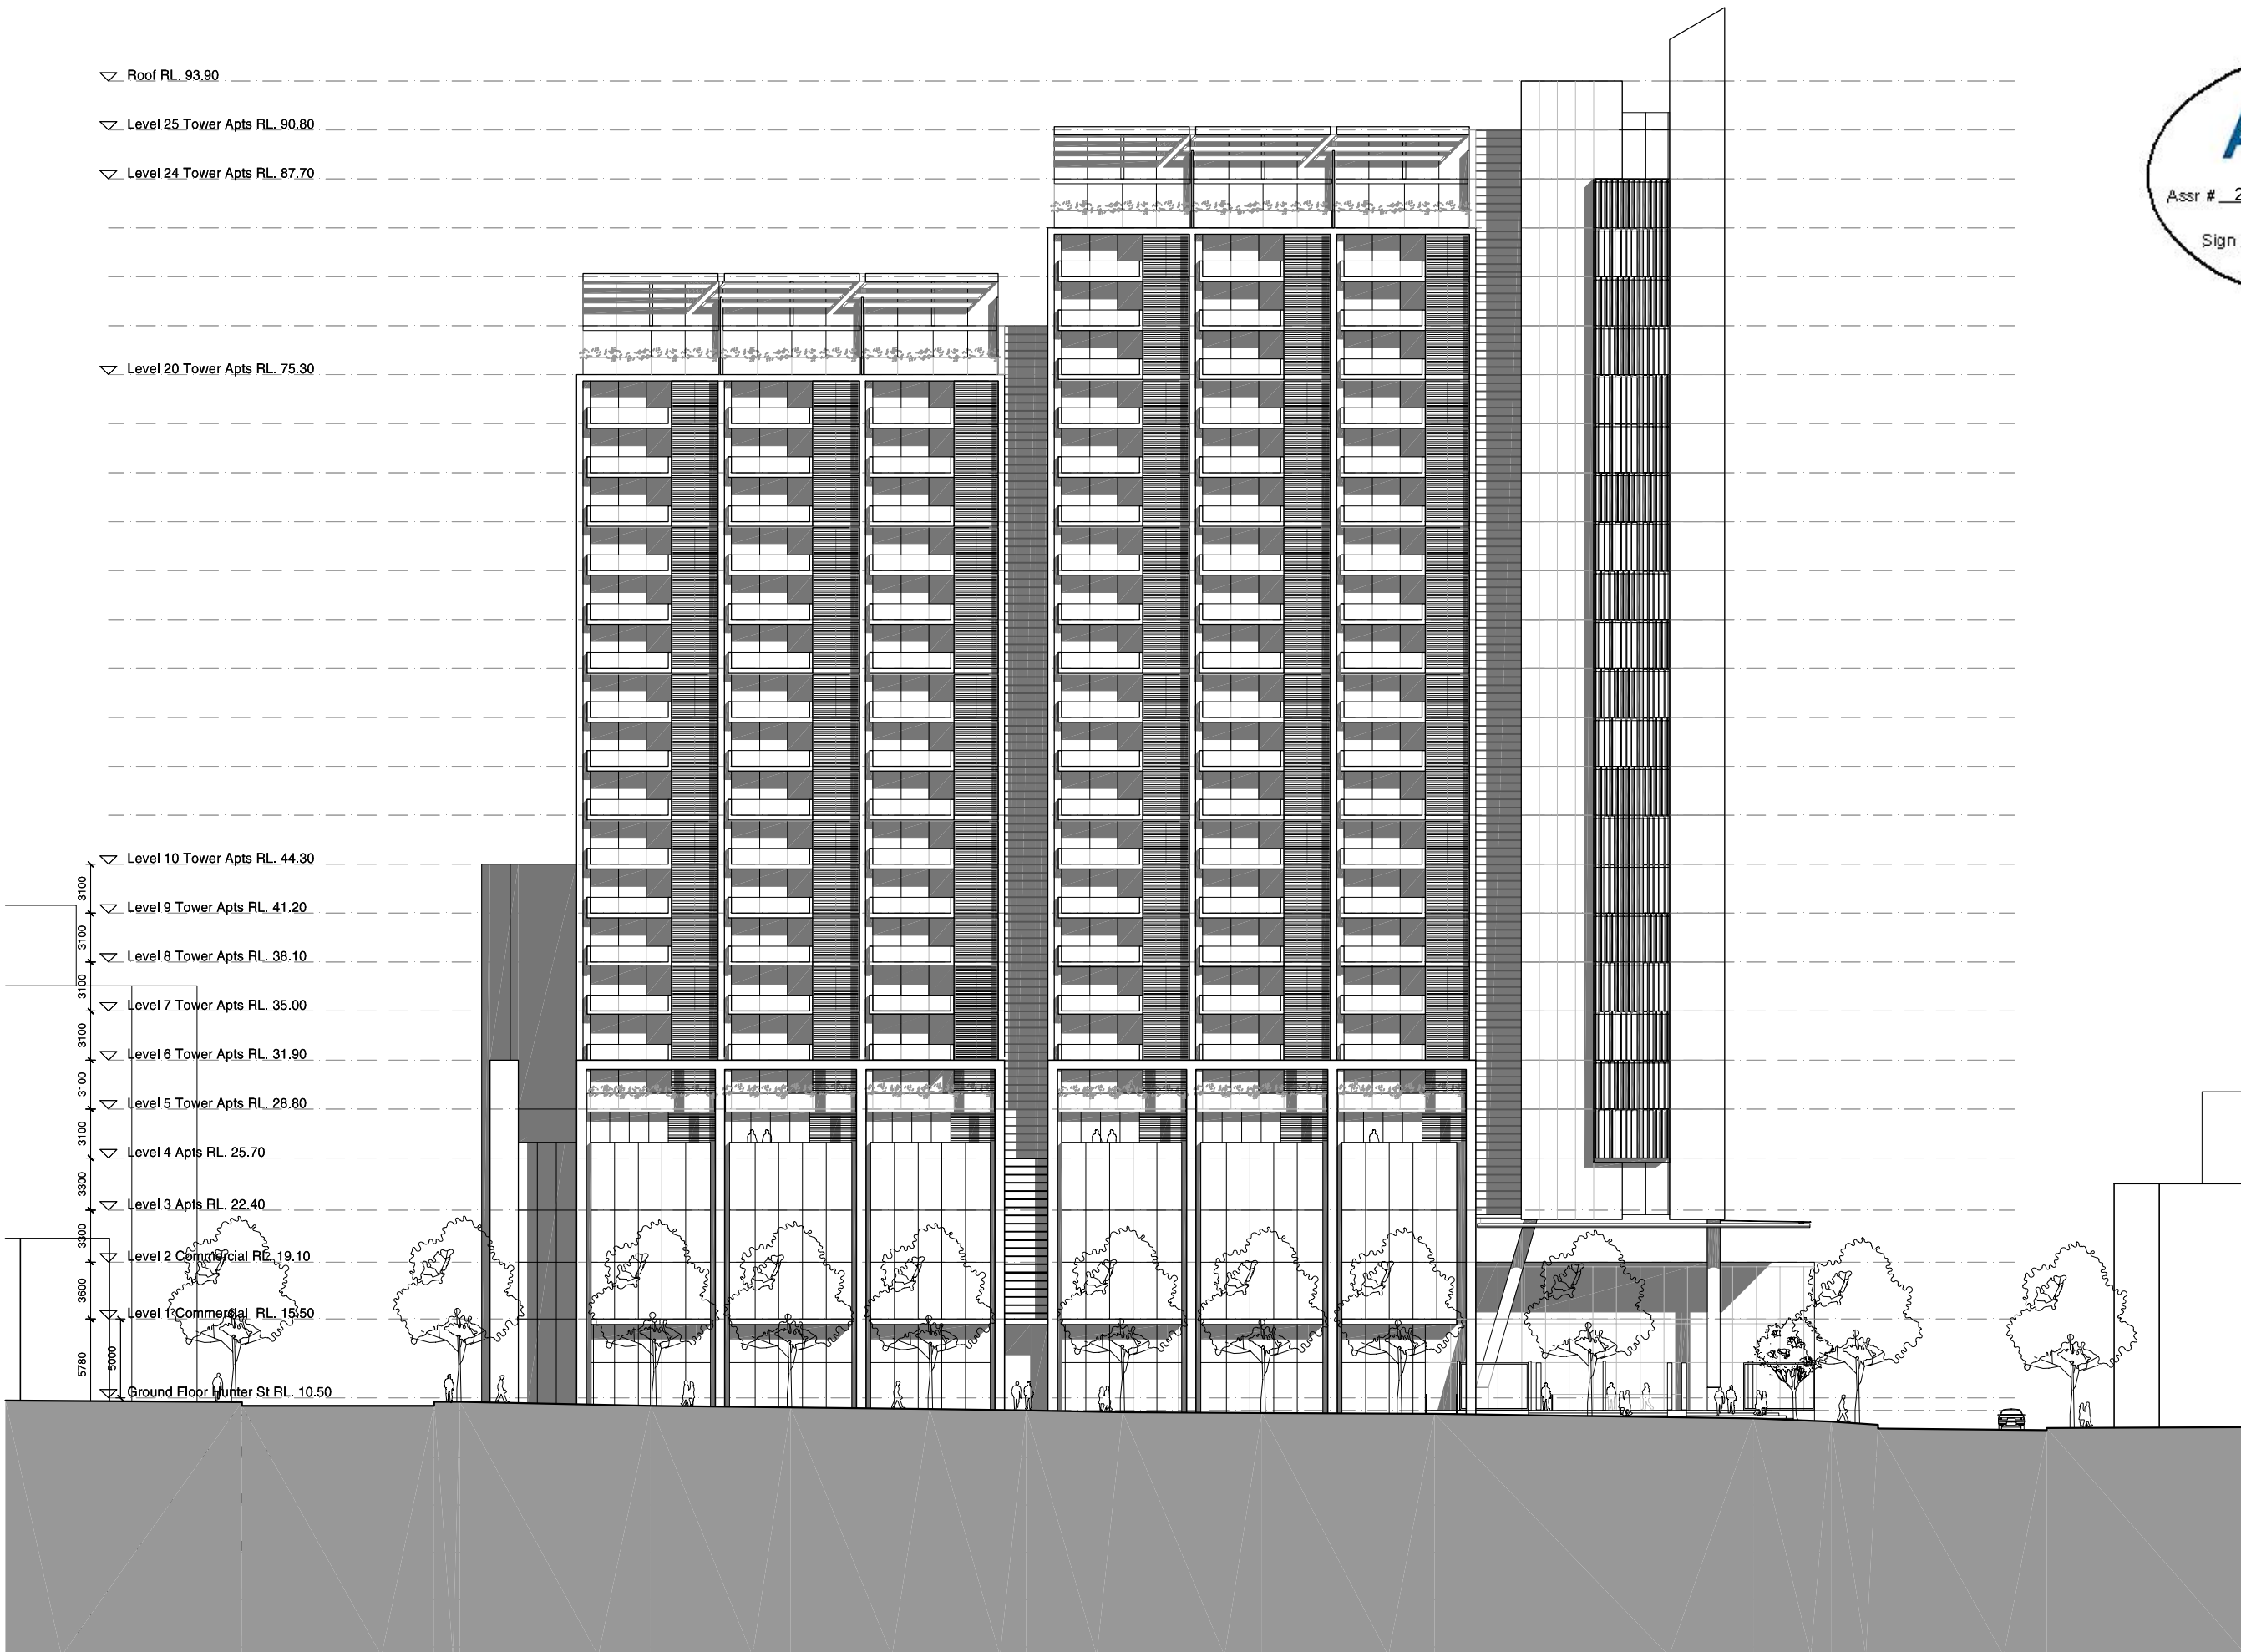 Roof RL. 93.90
Level 25 Tower Apts RL. 90.80
Level 24 Tower Apts RL. 87.70
Assr # 2
Sign
Level 20 Tower Apts RL. 75.30
Level 10 Tower Apts RL. 44.30
3100
Level 9 Tower Apts RL. 41.20
3100
Level 8 Tower Apts RL. 38.10
3100
Level 7 Tower Apts RL. 35.00
3100
Level 6 Tower Apts RL. 31.90
3100
Level 5 Tower Apts RL. 28.80
3100
Level 4 Apts RL. 25.70
3300
Level 3 Apts RL. 22.40
3300
Level 2 Commercial RL. 19.10
3600
Level 1 Commercial RL. 15.50
5780
5000
Ground Floor Hunter St RL. 10.50